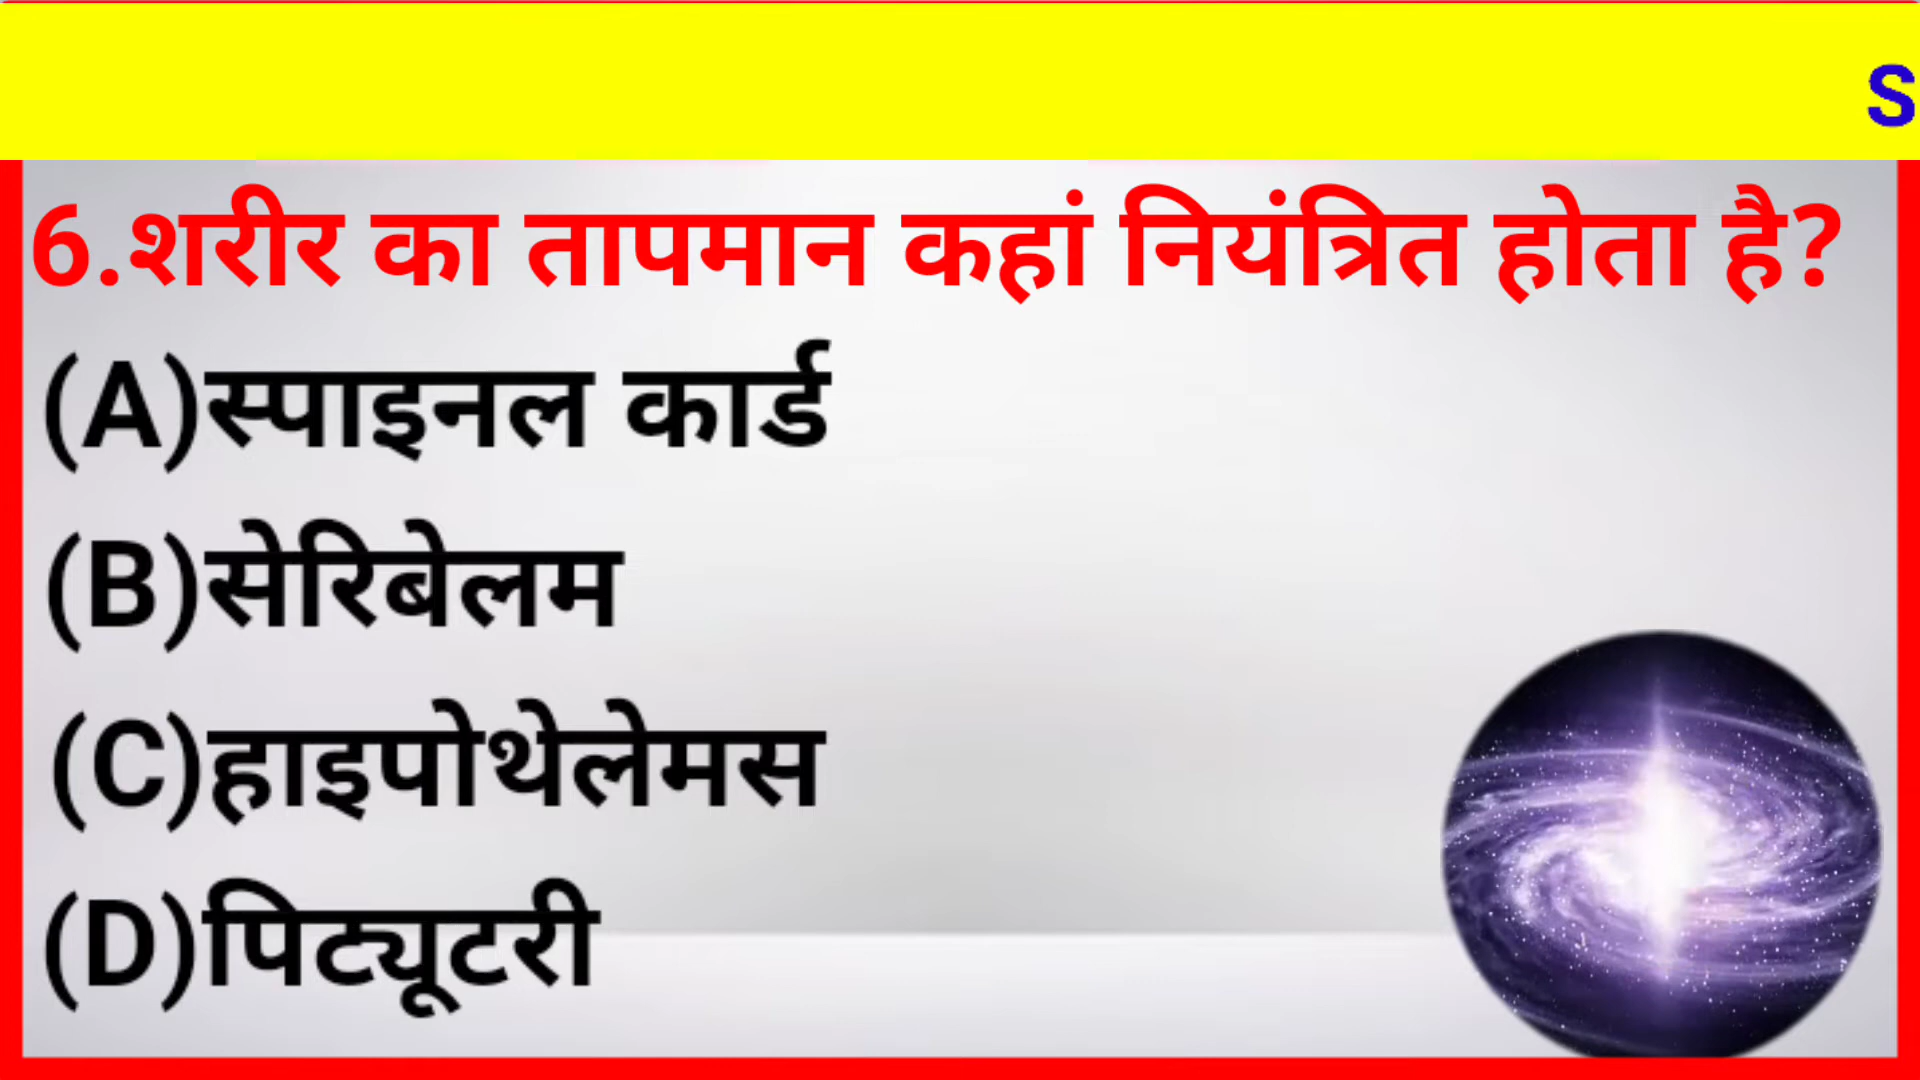 S
6.शरीर का तापमान कहां नियंत्रित होता है?
(A)स्पाइनल कार्ड
(B)सेरिबेलम
(C)हाइपोथेलेमस
(D)पिट्यूटरी